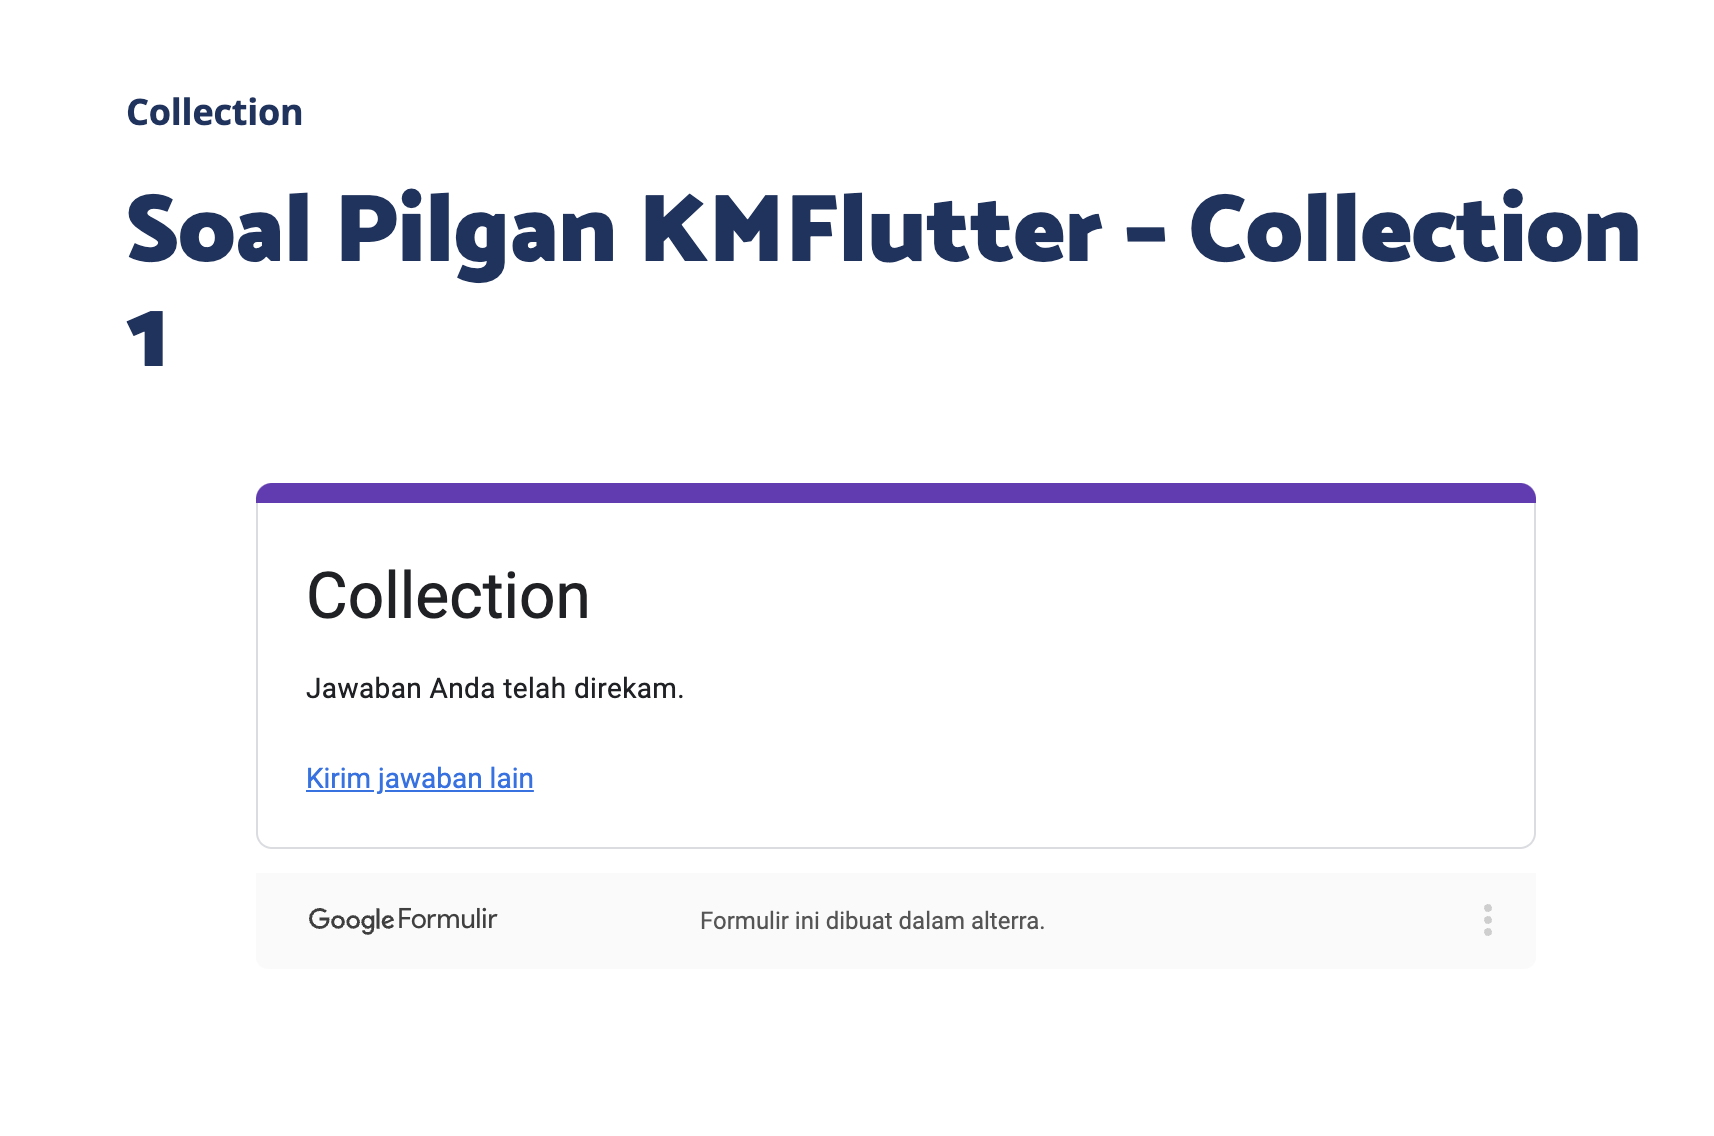 Collection
Soal Pilgan KMFlutter – Collection
1
Collection
Jawaban Anda telah direkam.
Kirim jawaban lain
Google Formulir
Formulir ini dibuat dalam alterra.